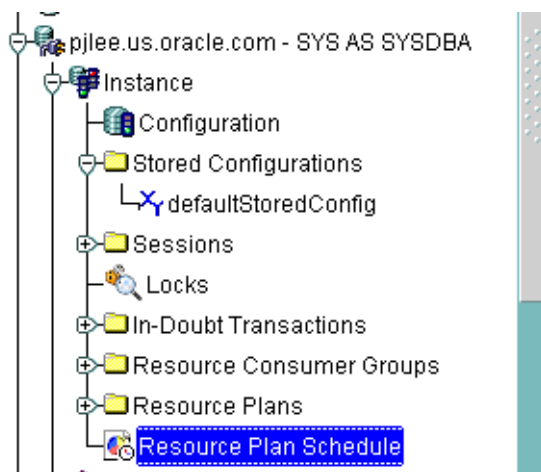 pjlee.us.oracle.com - SYS AS SYSDBA
Instance
Configuration
Stored Configurations
defaultStoredConfig
Sessions
Locks
In-Doubt Transactions
Resource Consumer Groups
Resource Plans
Resource Plan Schedule